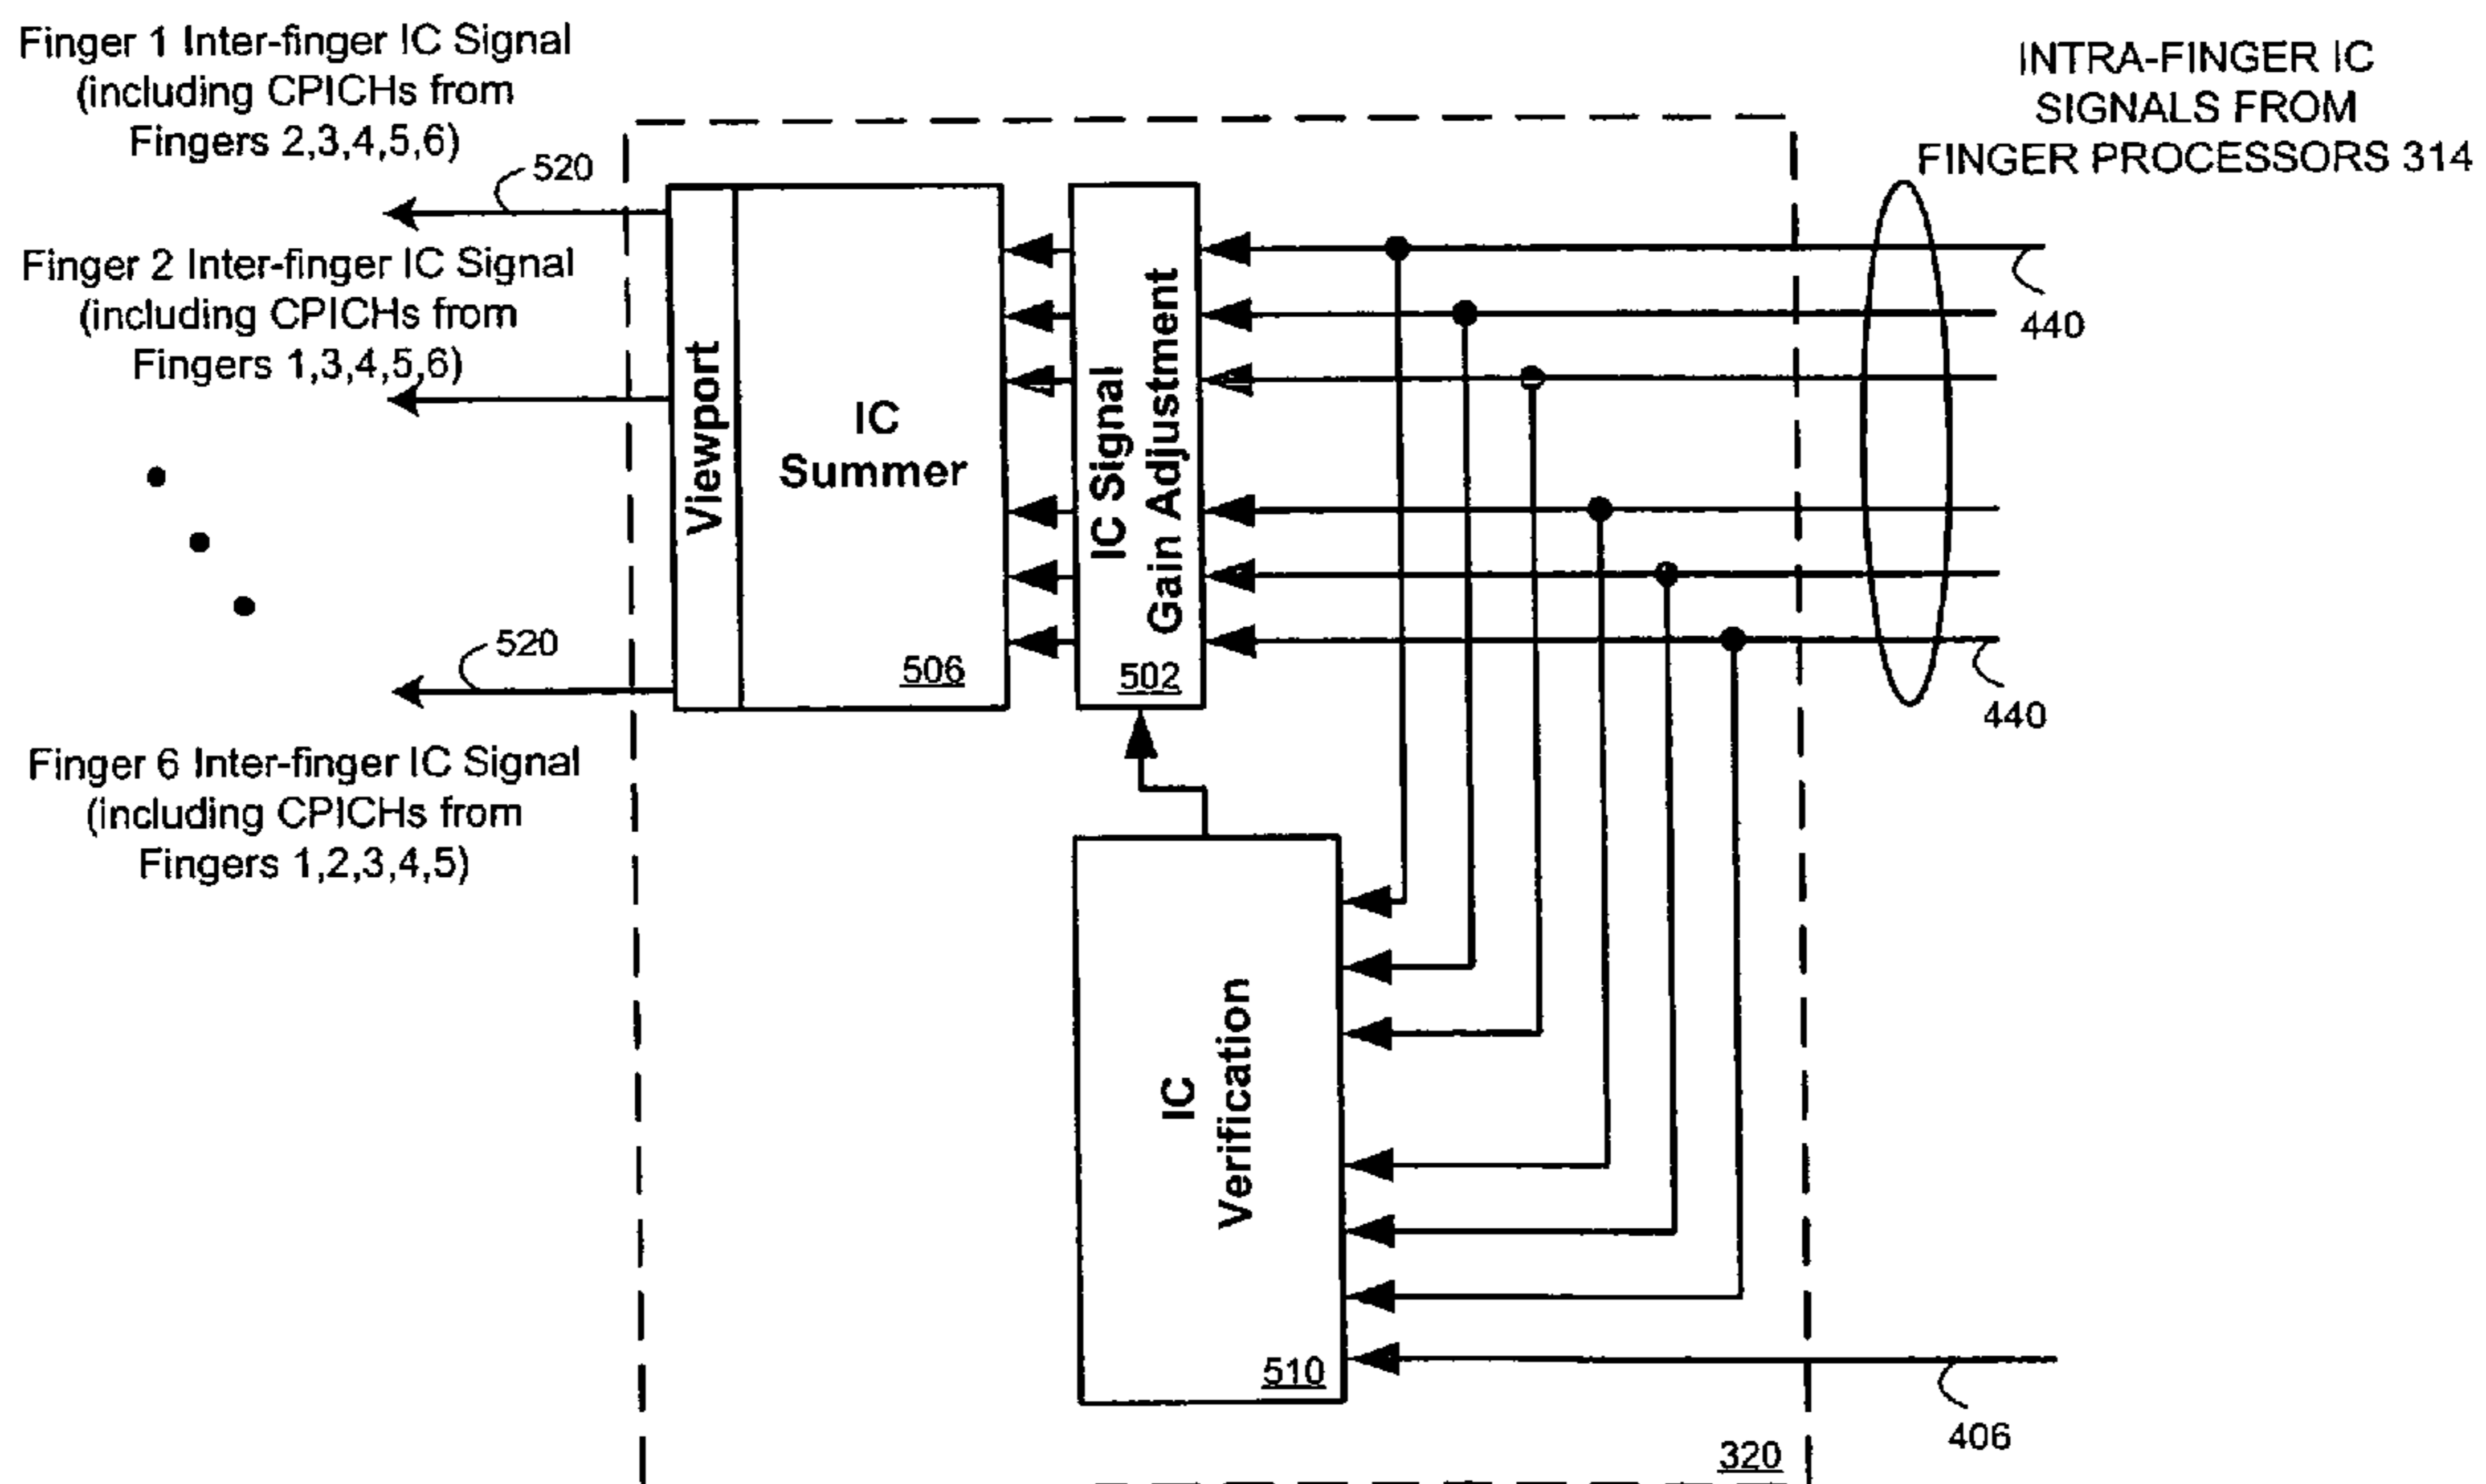 Finger 1 Inter-finger IC Signal
(including CPICHs from
Fingers 2,3,4,5,6)
520
Finger 2 Inter-finger IC Signal
(including CPICHs from
Fingers 1,3,4,5,6)
520
Finger 6 Inter-finger IC Signal
(including CPICHs from
Fingers 1,2,3,4,5)
Viewport
IC
Summer
506
IC Signal
Gain Adjustment
502
INTRA-FINGER IC
SIGNALS FROM
FINGER PROCESSORS 314
440
440
IC
Verification
510
406
320